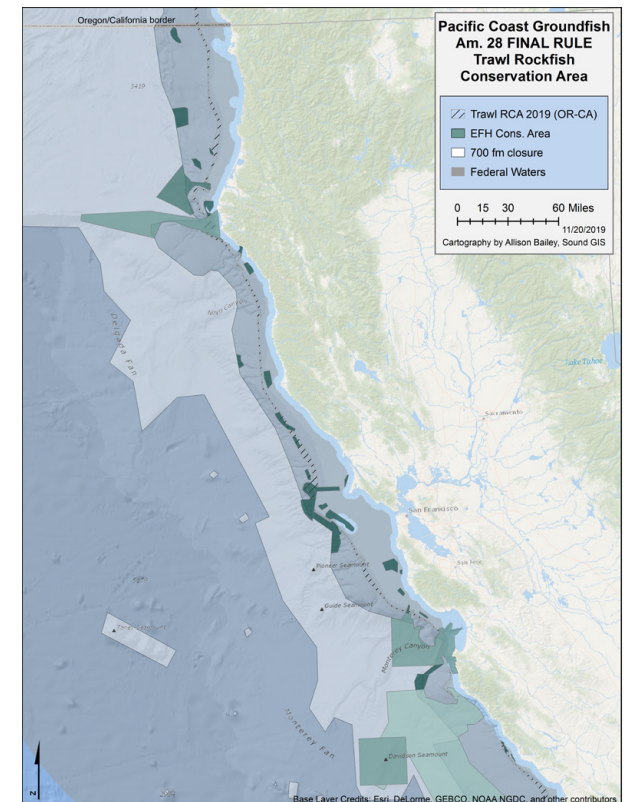 Oregon/California border
Pacific Coast Groundfish
Am. 28 FINAL RULE
Trawl Rockfish
Conservation Area
Trawl RCA 2019 (OR-CA)
EFH Cons. Area
700 fm closure
Federal Waters
0 15 30 60 Miles
11/20/2019
Cartography by Allison Bailey, Sound GIS
3419
Delgada Fan
Lake Tahoe
Sacramento
San Francisco
San Jose
Pioneer Seamount
Guide Seamount
Monterey Canyon
Monterey Fan
Davidson Seamount
N
Base Layer Credits: Esri, DeLorme, GEBCO, NOAA NGDC, and other contributors